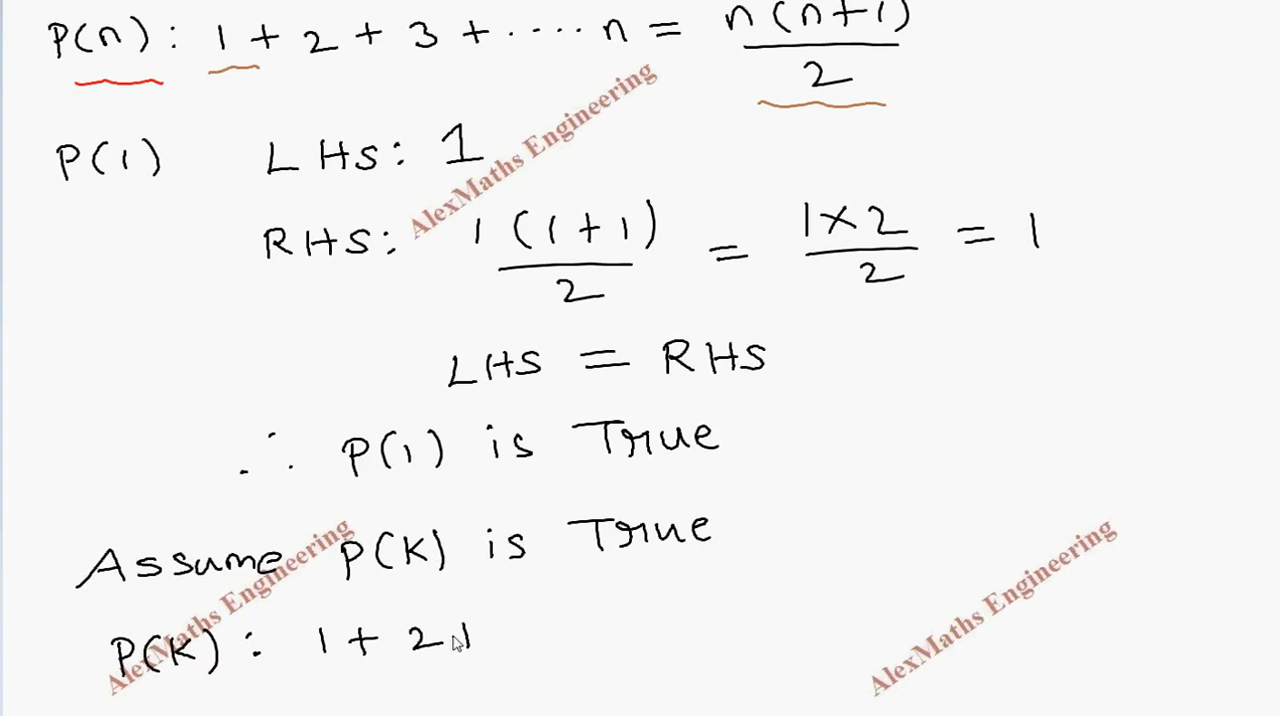 P(n) : 1 + 2 + 3 + ..... n = n(n+1) / 2
AlexMaths Engineering
P(1) LHS: 1
RHS: 1(1+1) / 2 = 1×2 / 2 = 1
LHS = RHS
∴ P(1) is True
Assume P(K) is True
AlexMaths Engineering
AlexMaths Engineering
P(K) : 1 + 2